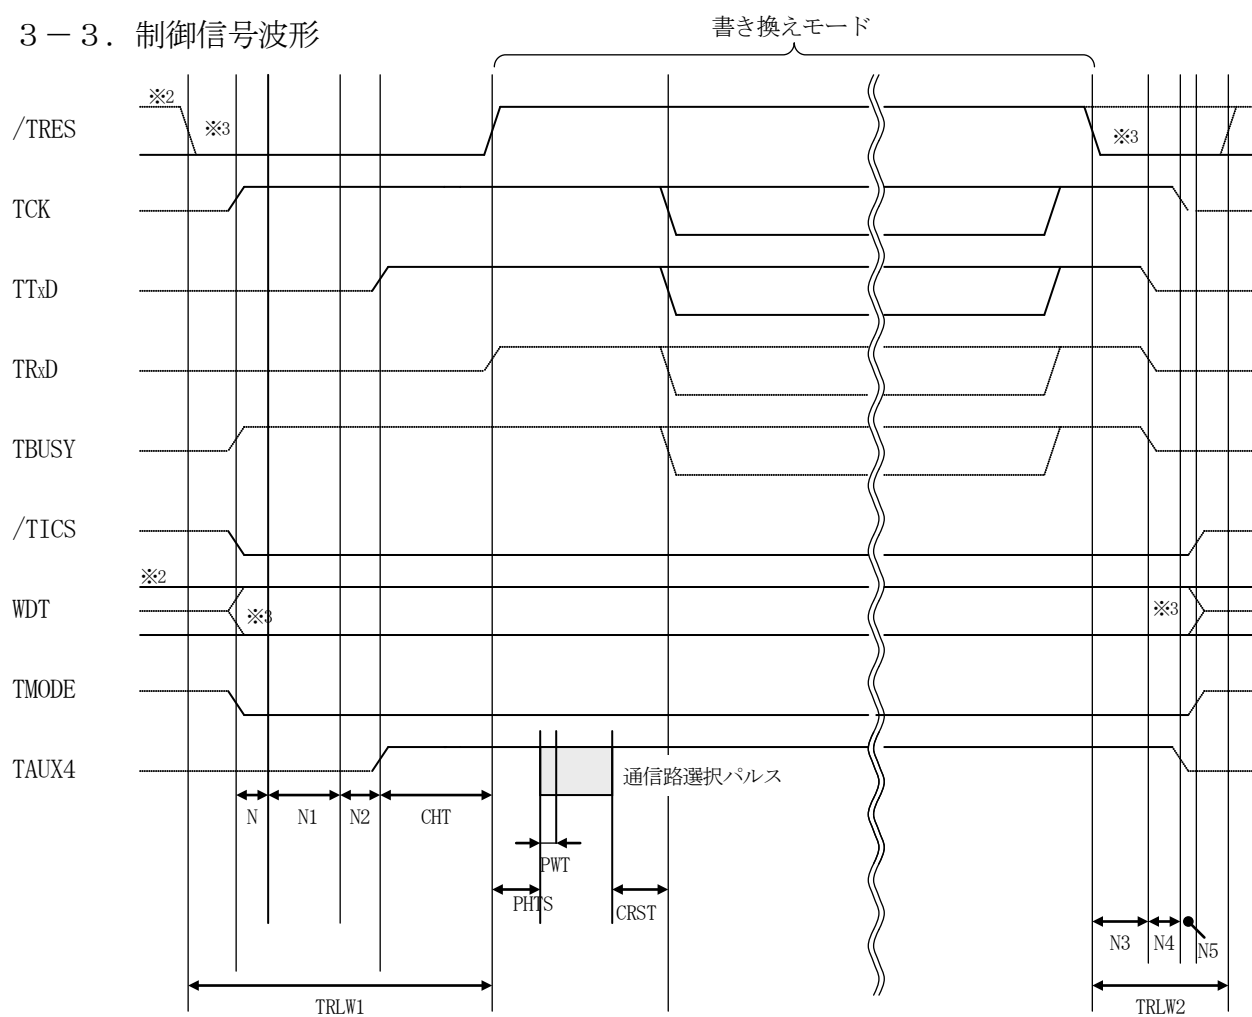 ３－３．制御信号波形
書き換えモード
※2
/TRES
※3
※3
TCK
TTxD
TRxD
TBUSY
/TICS
※2
WDT
※3
※3
TMODE
TAUX4
通信路選択パルス
N
N1
N2
CHT
PWT
PHTS
CRST
N3
N4
N5
TRLW1
TRLW2